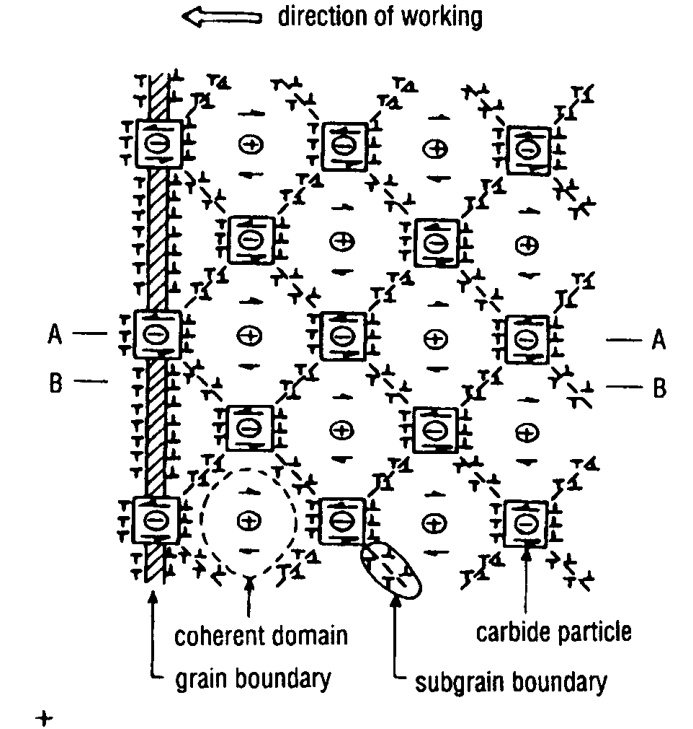 direction of working
A A
B B
coherent domain
carbide particle
grain boundary
subgrain boundary